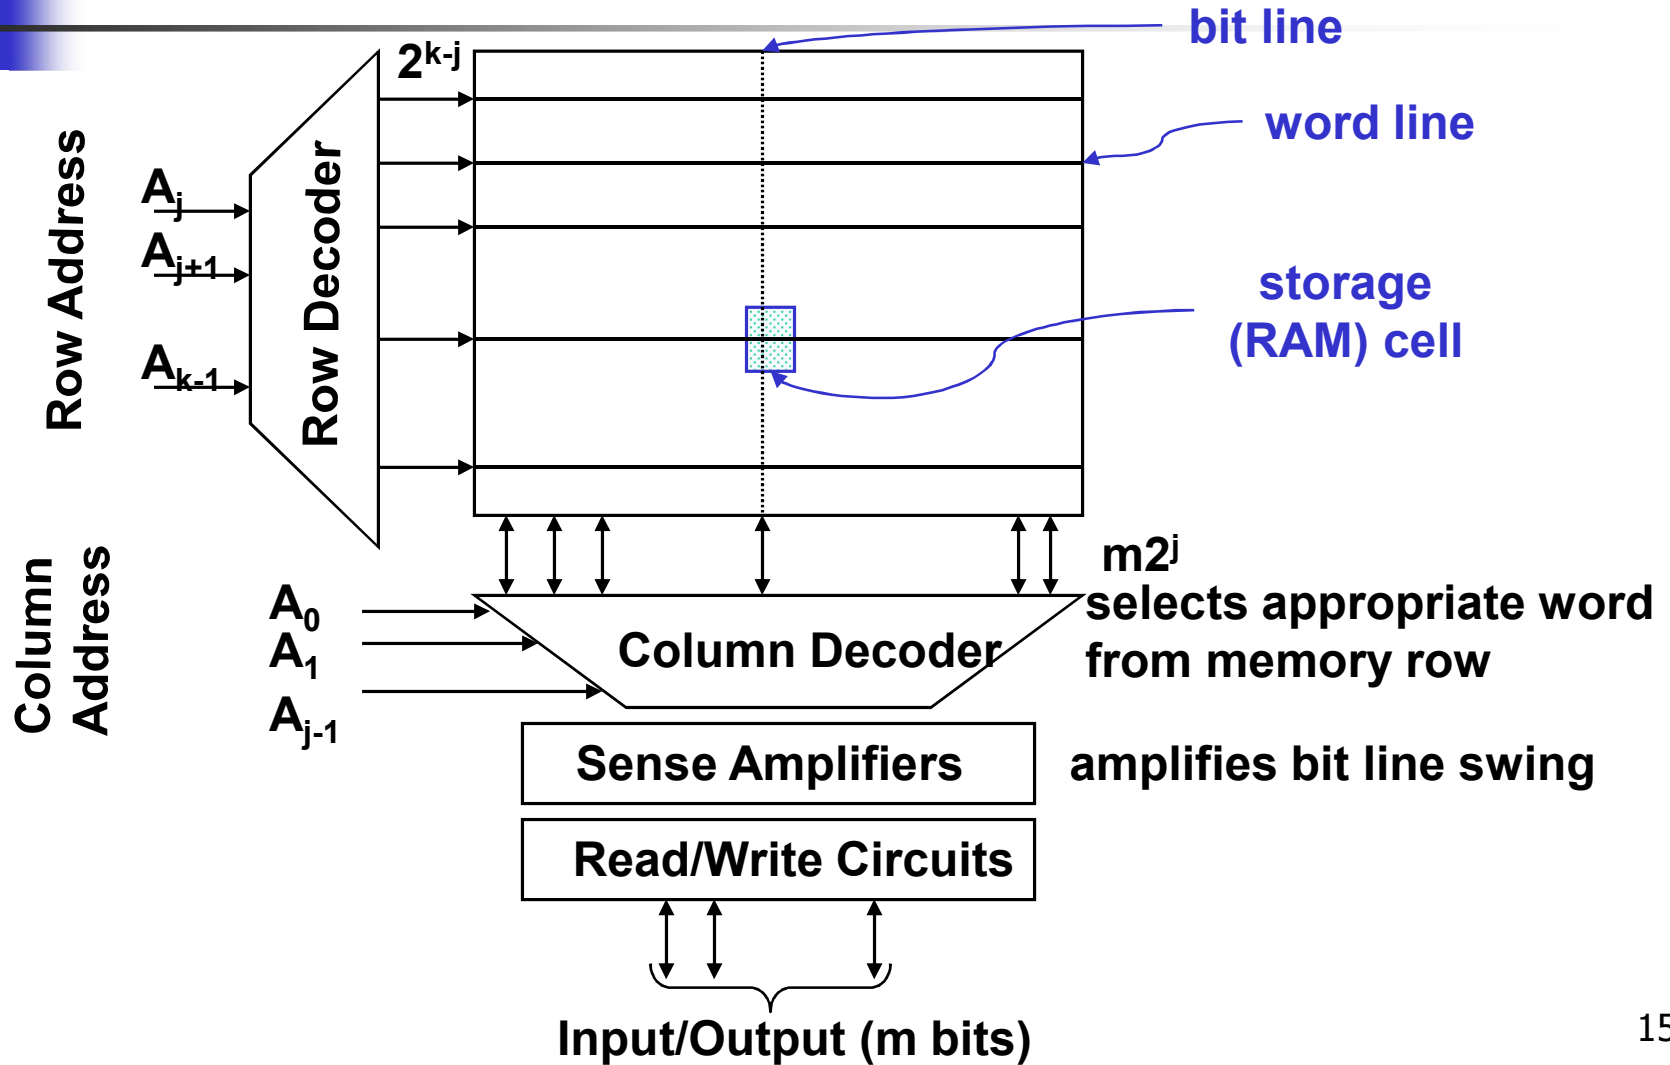 bit line
2^k-j
word line
Row Address
A_j
A_j+1
A_k-1
Row Decoder
storage
(RAM) cell
Column
Address
A_0
A_1
A_j-1
m2^j
selects appropriate word
from memory row
Column Decoder
Sense Amplifiers
amplifies bit line swing
Read/Write Circuits
Input/Output (m bits)
15